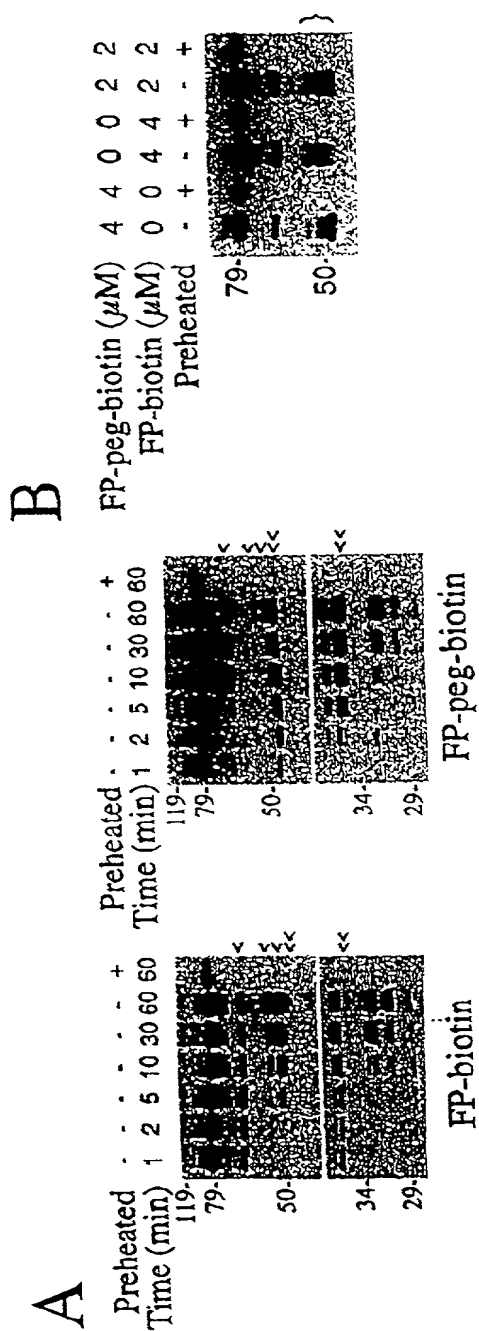 A
Preheated - - - - - - +
Time (min) 1 2 5 10 30 60 60
119-
79-
50-
34-
29-
FP-biotin
Preheated - - - - - - +
Time (min) 1 2 5 10 30 60 60
119-
79-
50-
34-
29-
FP-peg-biotin
B
FP-peg-biotin (μM) 4 4 0 0 2 2
FP-biotin (μM) 0 0 4 4 2 2
Preheated - + - + - +
79-
50-